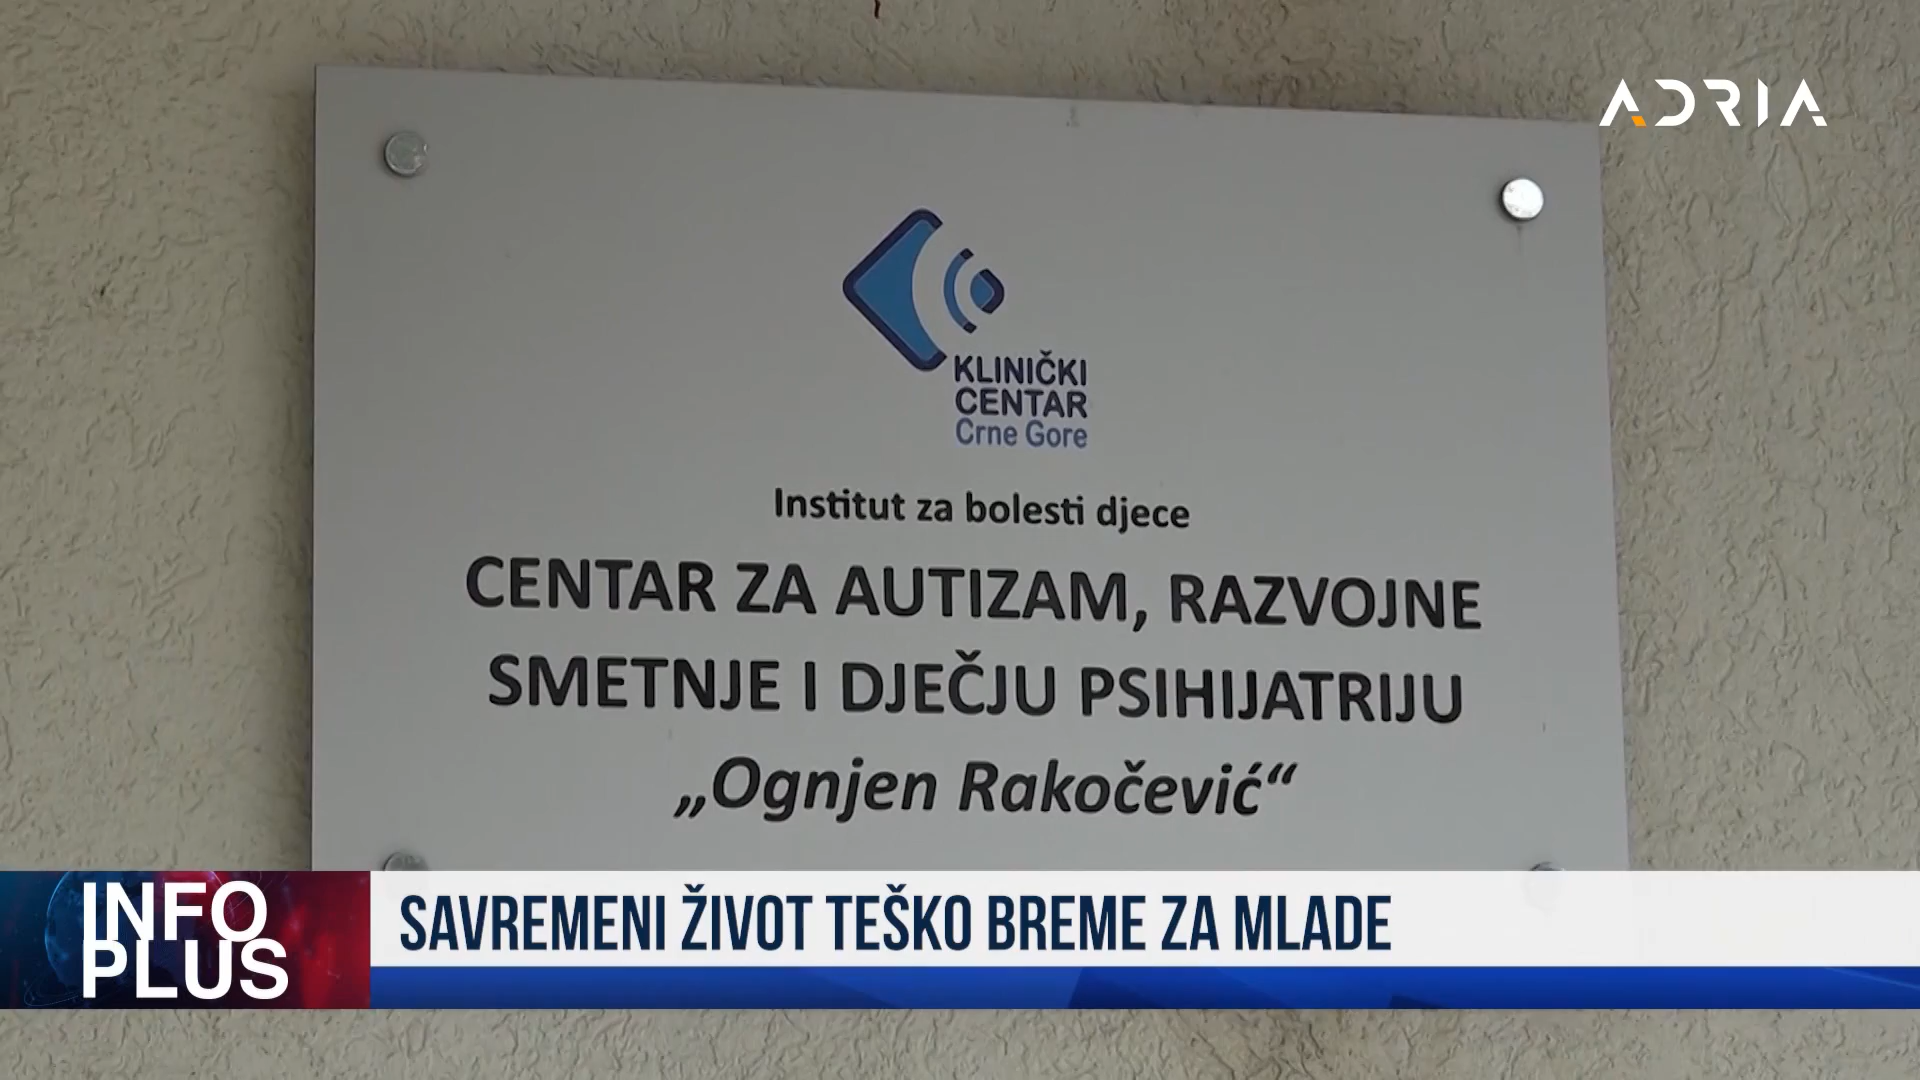 ADRIA
KLINIČKI
CENTAR
Crne Gore
Institut za bolesti djece
CENTAR ZA AUTIZAM, RAZVOJNE
SMETNJE I DJEČJU PSIHIJATRIJU
„Ognjen Rakočević“
INFO
PLUS
SAVREMENI ŽIVOT TEŠKO BREME ZA MLADE